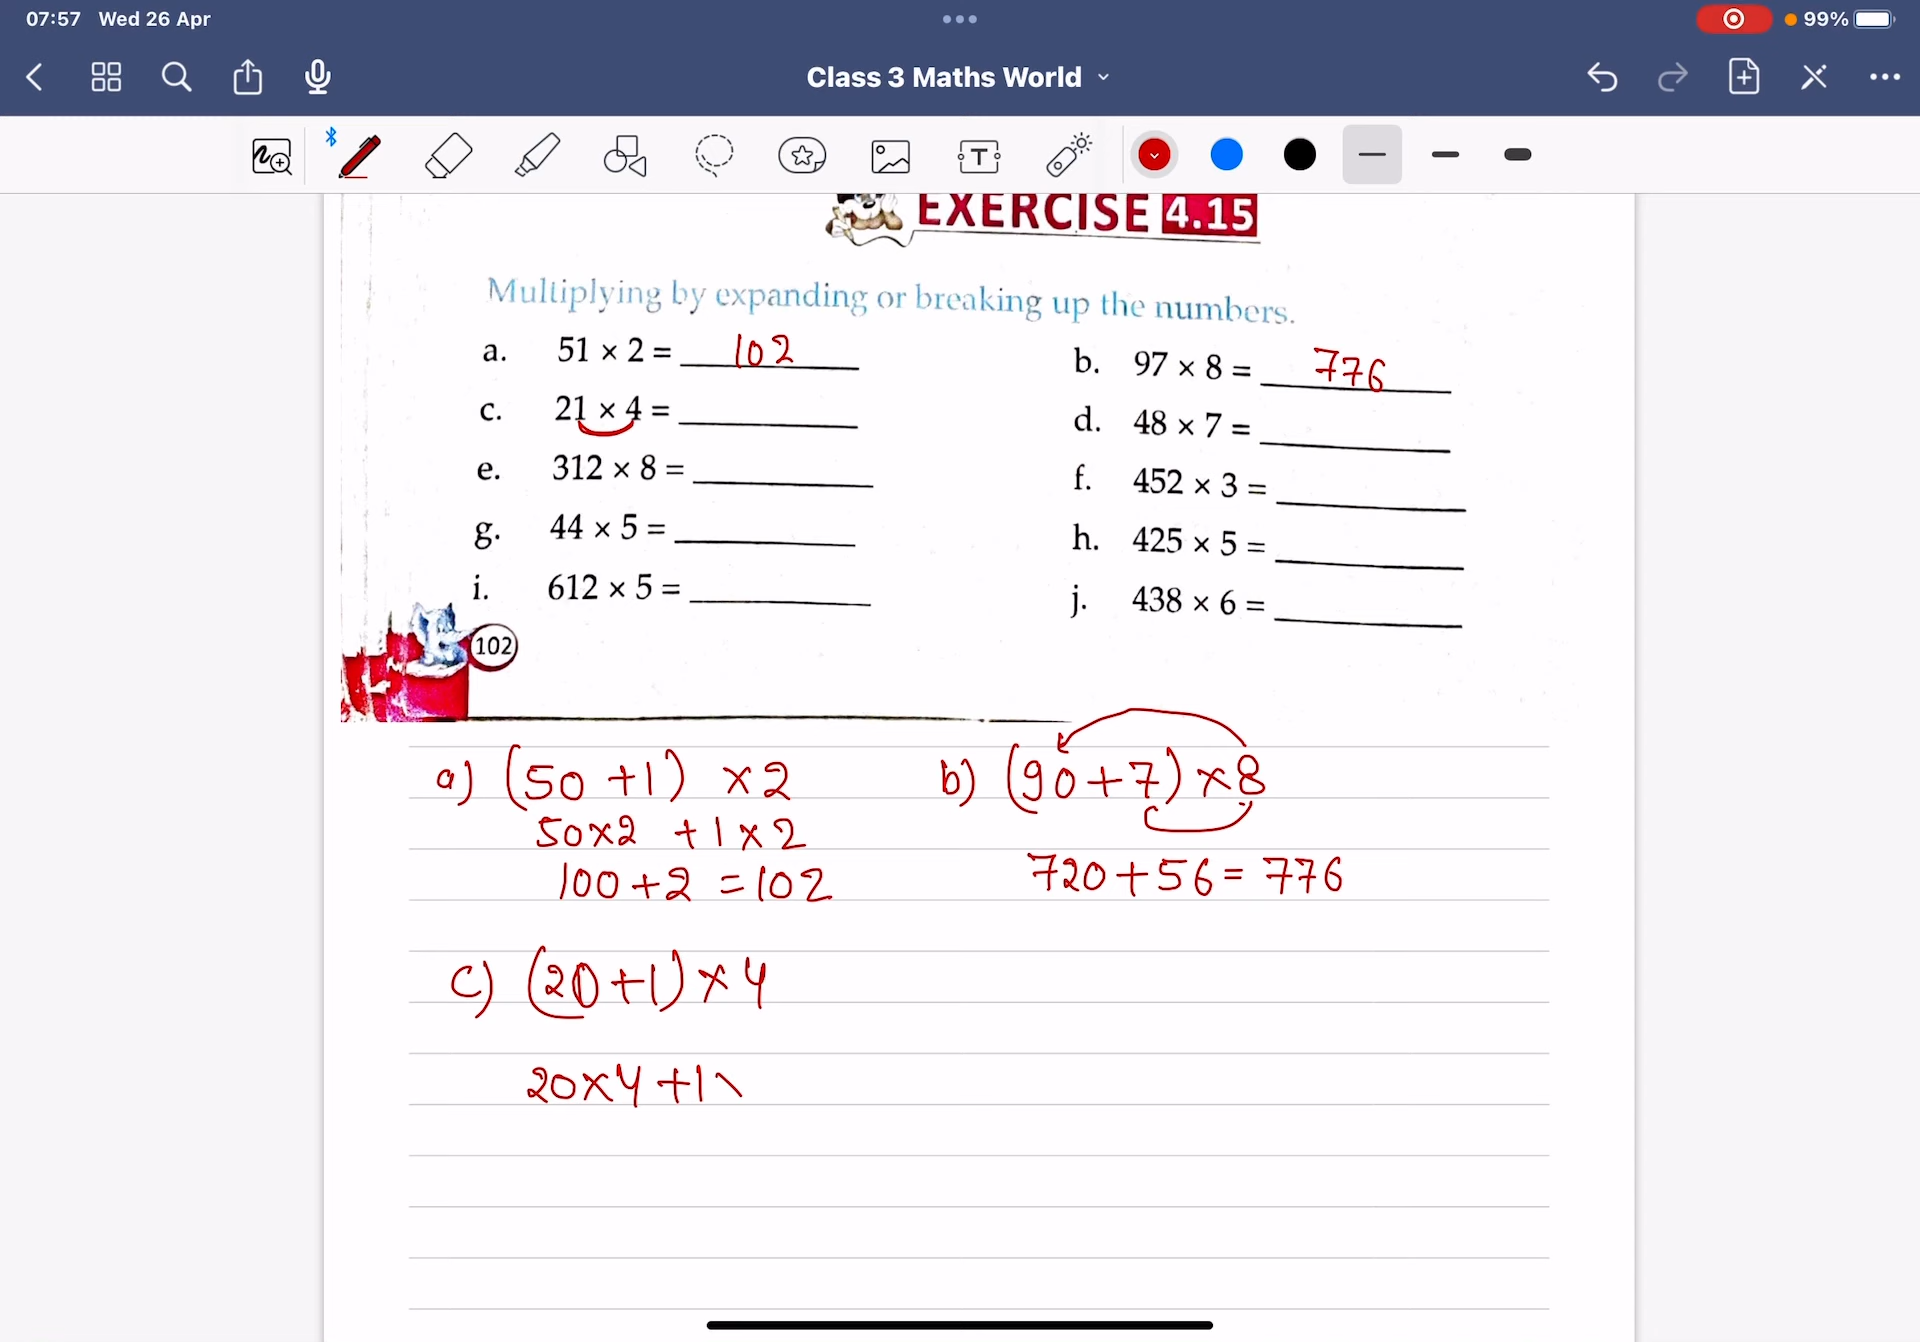 07:57 Wed 26 Apr
99%
Class 3 Maths World
T
EXERCISE 4.15
Multiplying by expanding or breaking up the numbers.
a. 51 × 2 = 102
b. 97 × 8 = 776
c. 21 × 4 =
d. 48 × 7 =
e. 312 × 8 =
f. 452 × 3 =
g. 44 × 5 =
h. 425 × 5 =
i. 612 × 5 =
j. 438 × 6 =
102
a) (50 +1) ×2
50×2 +1×2
100+2 =102
b) (90+7)×8
720+56= 776
c) (20+1)×4
20×4 +1